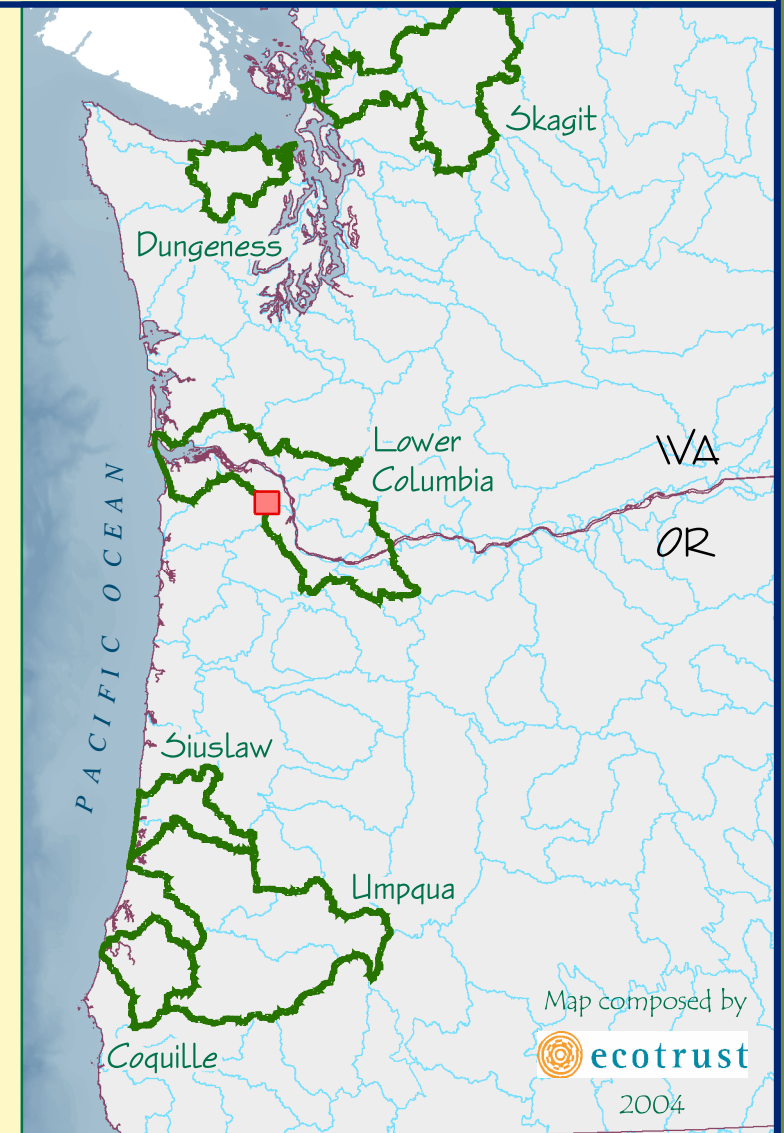 Skagit
Dungeness
Lower
Columbia
WA
OR
PACIFIC OCEAN
Siuslaw
Umpqua
Coquille
Map composed by
ecotrust
2004